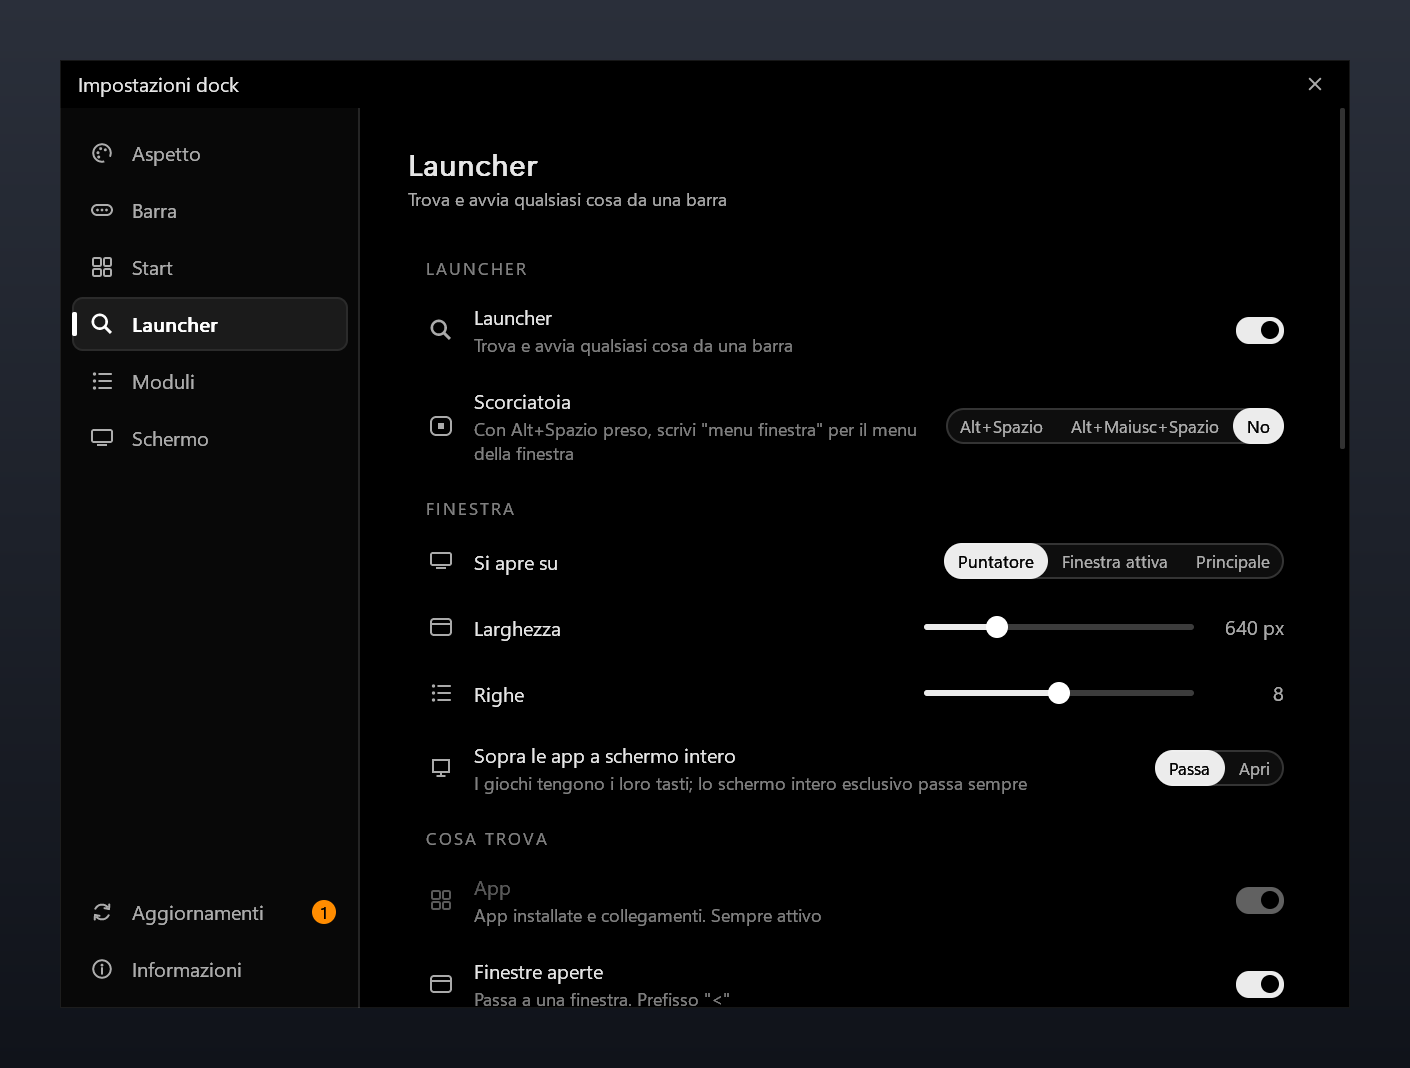 Impostazioni dock
Aspetto
Barra
Start
Launcher
Moduli
Schermo
Aggiornamenti
1
Informazioni
Launcher
Trova e avvia qualsiasi cosa da una barra
LAUNCHER
Launcher
Trova e avvia qualsiasi cosa da una barra
Scorciatoia
Con Alt+Spazio preso, scrivi "menu finestra" per il menu
della finestra
Alt+Spazio Alt+Maiusc+Spazio No
FINESTRA
Si apre su
Puntatore Finestra attiva Principale
Larghezza
640 px
Righe
8
Sopra le app a schermo intero
I giochi tengono i loro tasti; lo schermo intero esclusivo passa sempre
Passa Apri
COSA TROVA
App
App installate e collegamenti. Sempre attivo
Finestre aperte
Passa a una finestra. Prefisso "<"